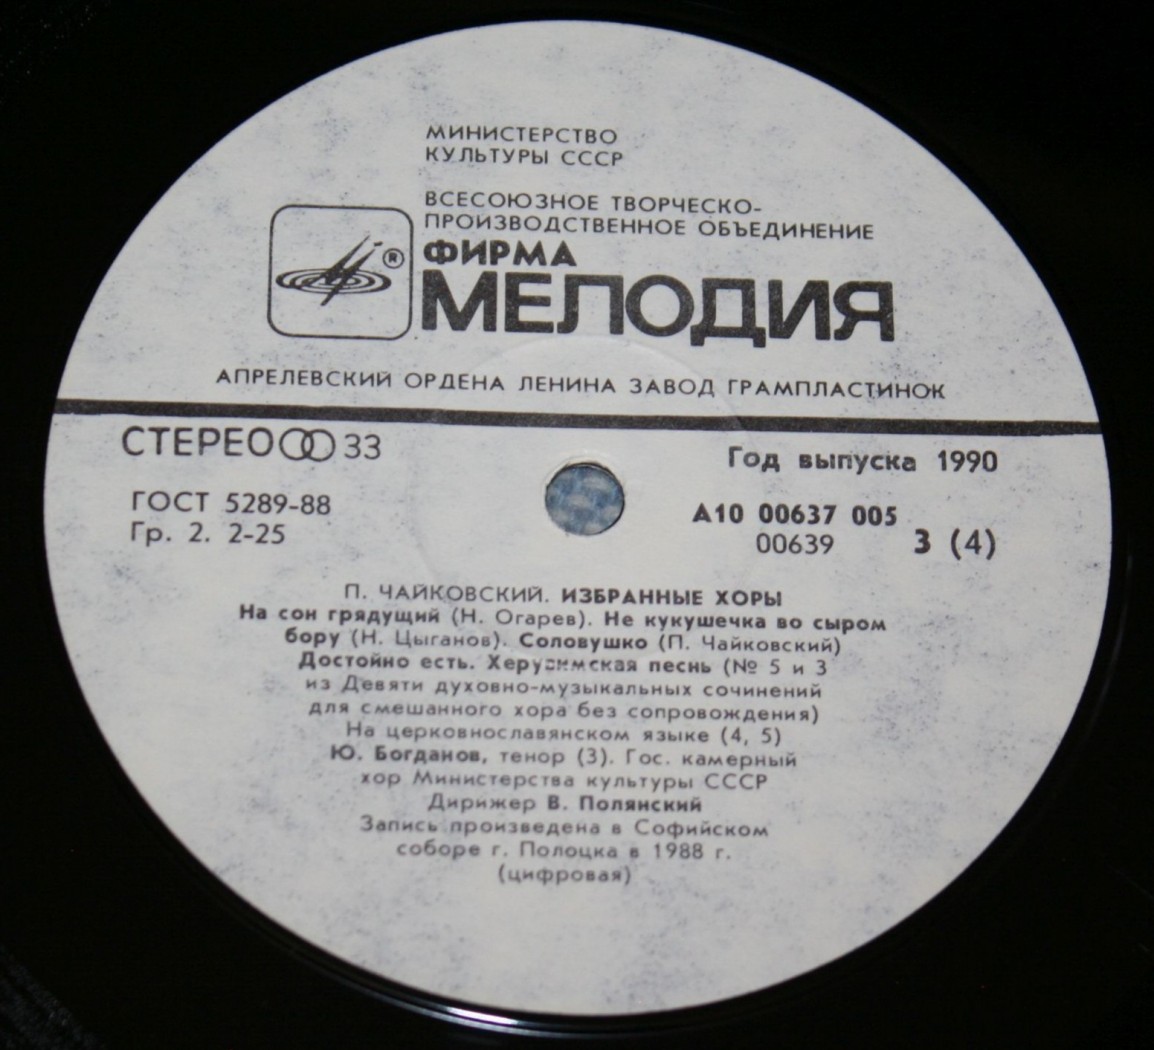 МИНИСТЕРСТВО
КУЛЬТУРЫ СССР
ВСЕСОЮЗНОЕ ТВОРЧЕСКО-
ПРОИЗВОДСТВЕННОЕ ОБЪЕДИНЕНИЕ
ФИРМА
®
МЕЛОДИЯ
АПРЕЛЕВСКИЙ ОРДЕНА ЛЕНИНА ЗАВОД ГРАМПЛАСТИНОК
СТЕРЕО 33
Год выпуска 1990
ГОСТ 5289-88
Гр. 2. 2-25
А10 00637 005
00639 3 (4)
П. ЧАЙКОВСКИЙ. ИЗБРАННЫЕ ХОРЫ
На сон грядущий (Н. Огарев). Не кукушечка во сыром
бору (Н. Цыганов). Соловушко (П. Чайковский)
Достойно есть. Херувимская песнь (№ 5 и 3
из Девяти духовно-музыкальных сочинений
для смешанного хора без сопровождения)
На церковнославянском языке (4, 5)
Ю. Богданов, тенор (3). Гос. камерный
хор Министерства культуры СССР
Дирижер В. Полянский
Запись произведена в Софийском
соборе г. Полоцка в 1988 г.
(цифровая)